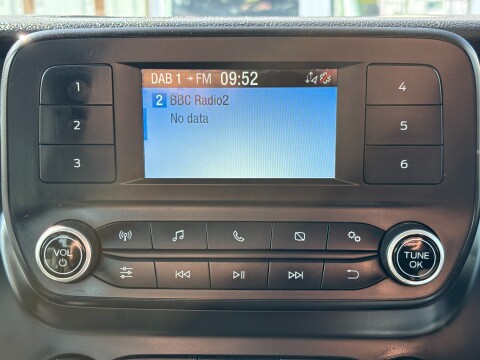 DAB 1 → FM 09:52
2 BBC Radio2
No data
1
2
3
4
5
6
VOL
TUNE
OK